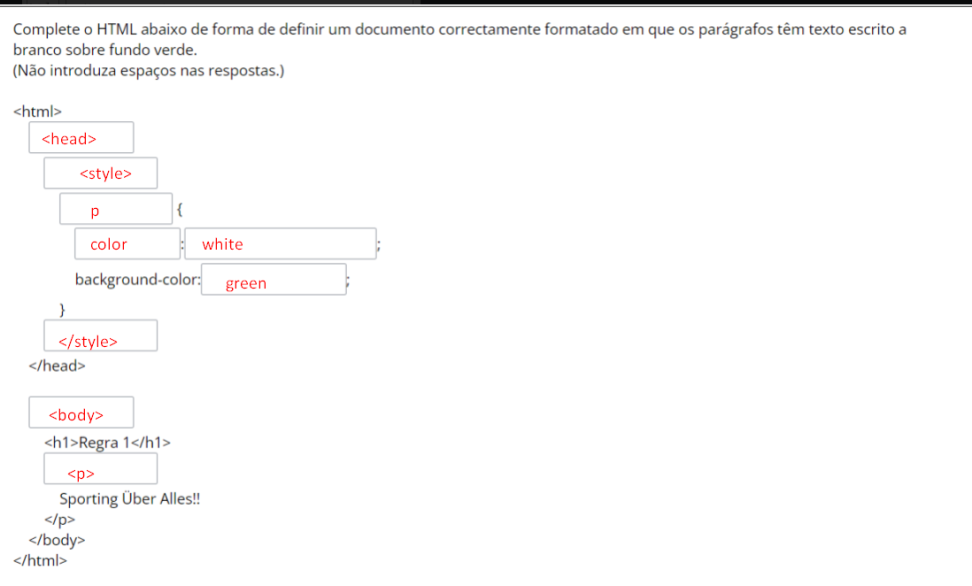 Complete o HTML abaixo de forma de definir um documento correctamente formatado em que os parágrafos têm texto escrito a
branco sobre fundo verde.
(Não introduza espaços nas respostas.)
<html>
<head>
<style>
p {
color : white ;
background-color: green ;
}
</style>
</head>
<body>
<h1>Regra 1</h1>
<p>
Sporting Über Alles!!
</p>
</body>
</html>